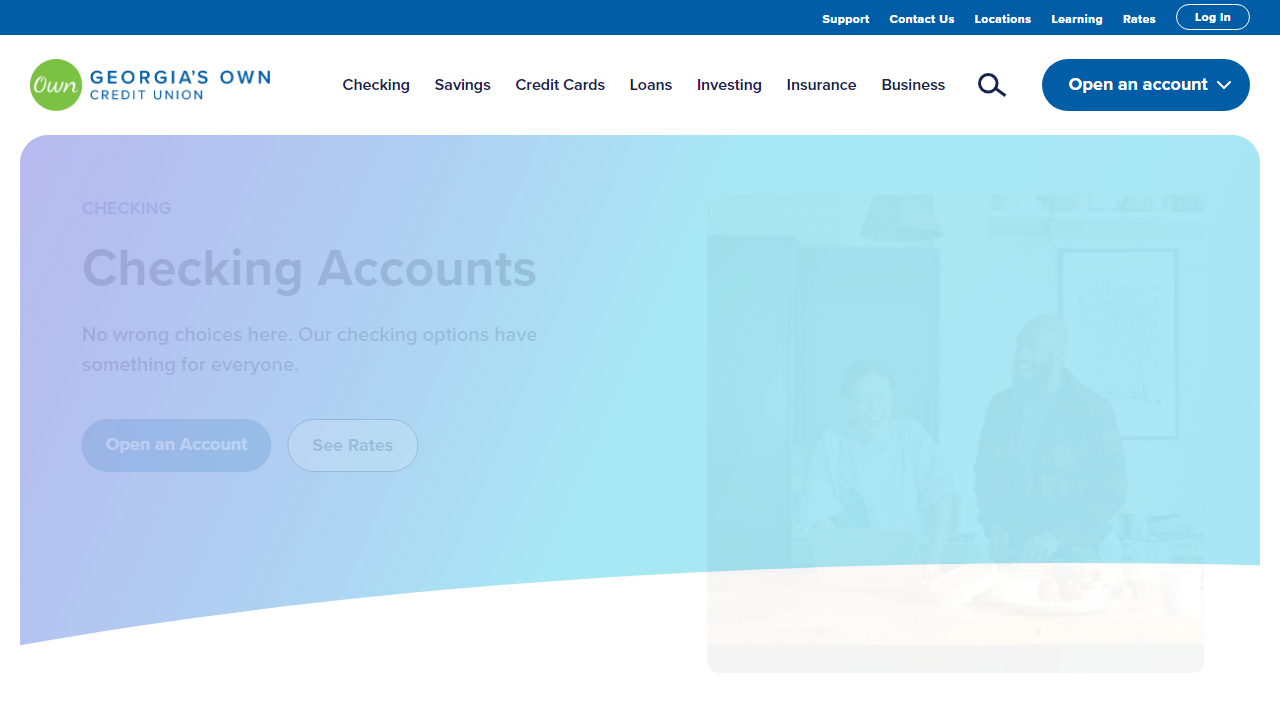 Support Contact Us Locations Learning Rates Log In
Own GEORGIA'S OWN
CREDIT UNION
Checking Savings Credit Cards Loans Investing Insurance Business Open an account
CHECKING
Checking Accounts
No wrong choices here. Our checking options have
something for everyone.
Open an Account See Rates